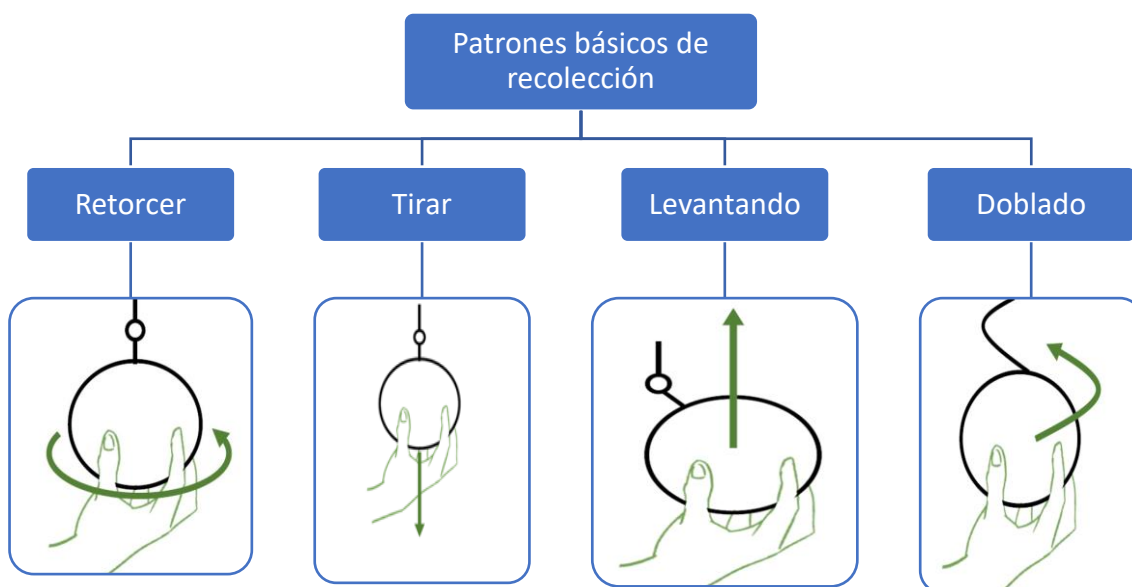 Patrones básicos de
recolección
Retorcer
Tirar
Levantando
Doblado